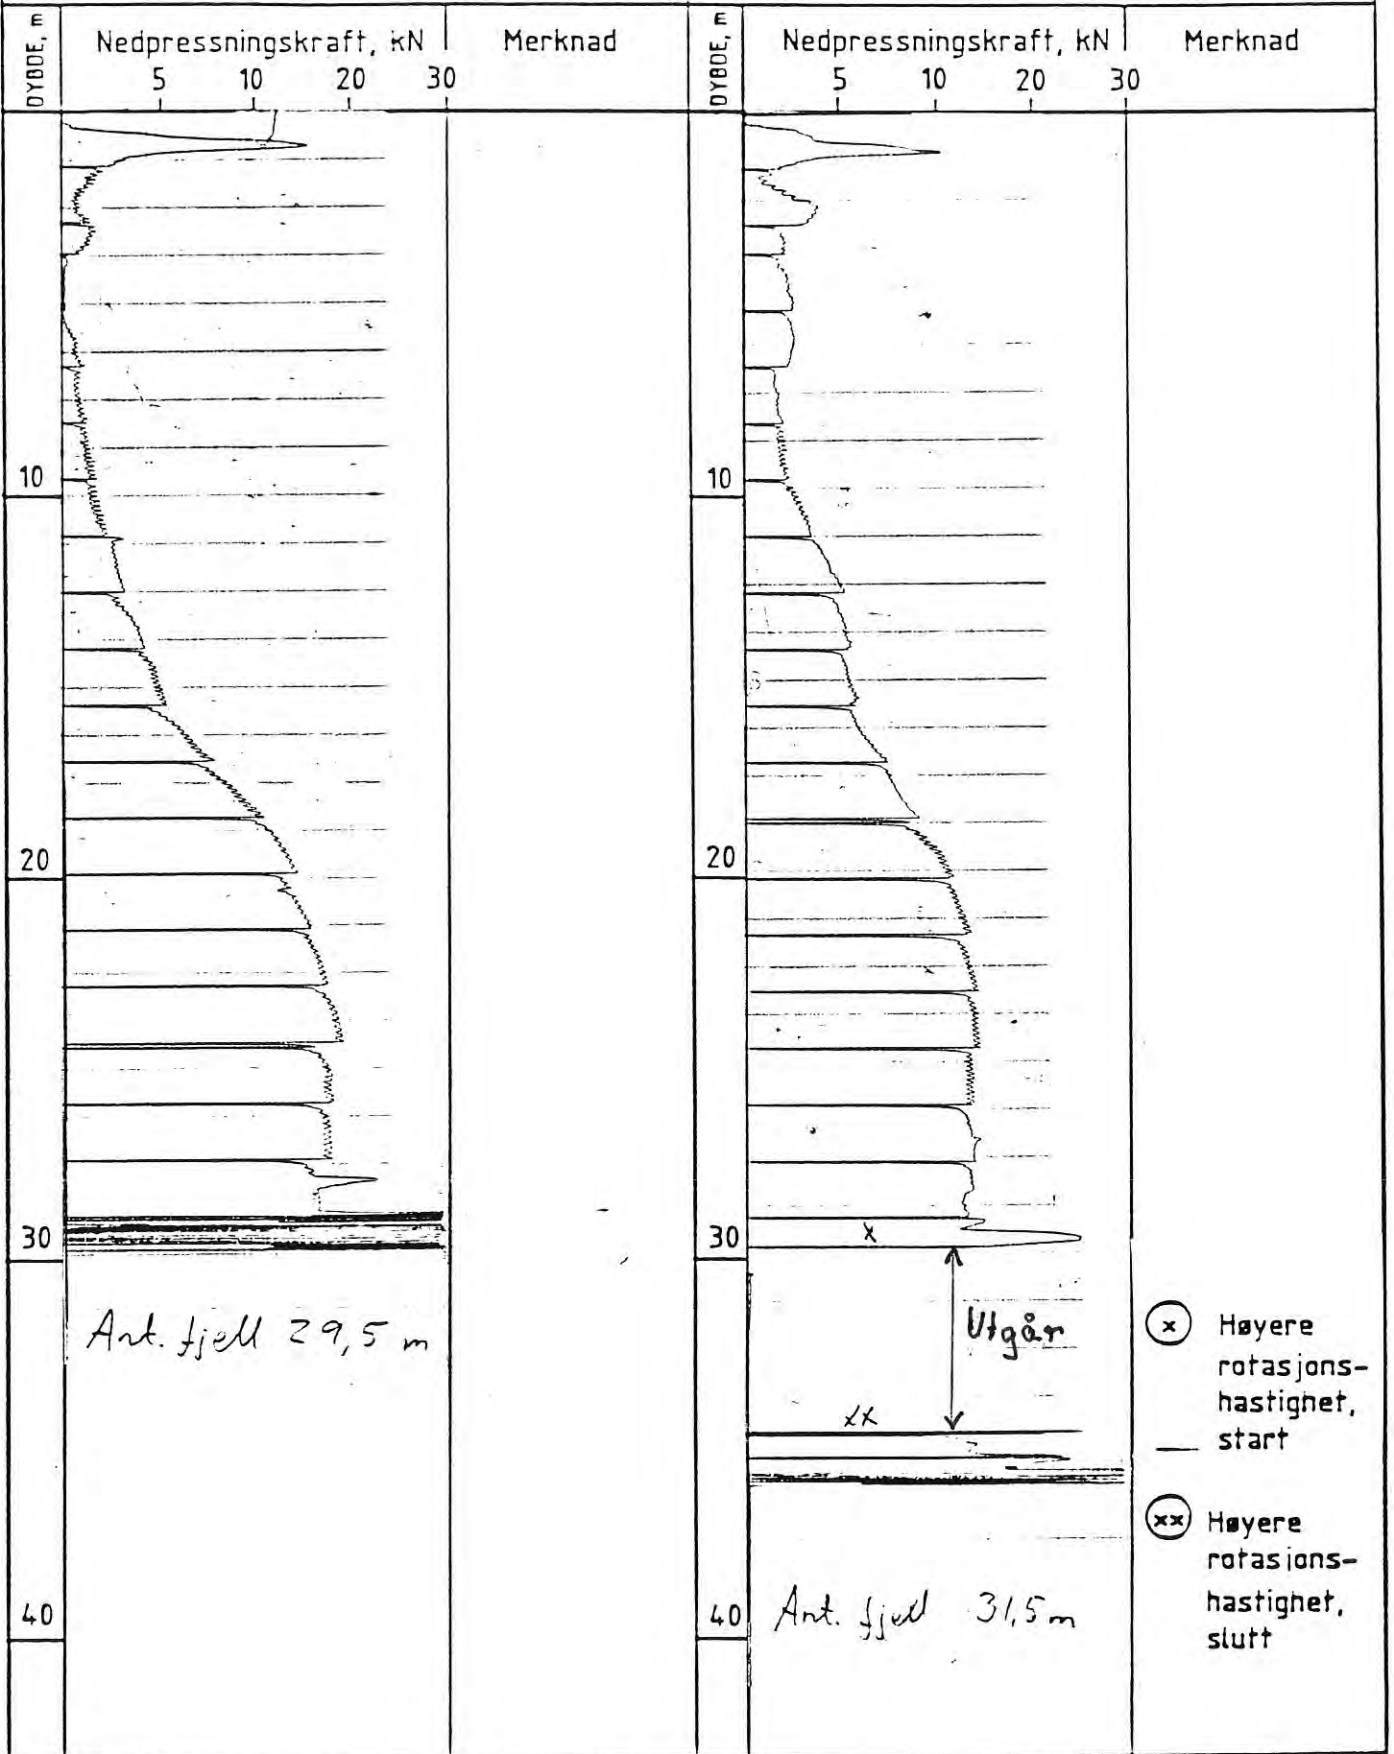 DYBDE, m
Nedpressningskraft, kN
Merknad
5 10 20 30
10
20
30
40
Ant. fjell 29,5 m
DYBDE, m
Nedpressningskraft, kN
Merknad
5 10 20 30
10
20
30
40
x
Utgår
xx
Ant. fjell 31,5 m
x Høyere
rotasjons-
hastighet,
start
xx Høyere
rotasjons-
hastighet,
slutt